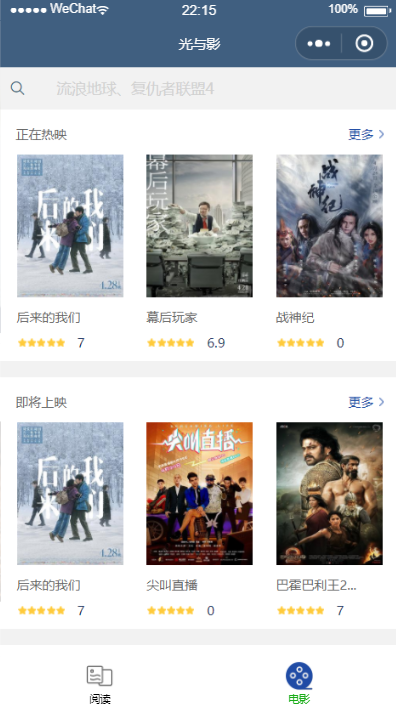 WeChat
22:15
100%
光与影
流浪地球、复仇者联盟4
正在热映
更多
后来的我们
4.28
幕后玩家
战神纪
后来的我们
幕后玩家
战神纪
7
6.9
0
即将上映
更多
后来的我们
4.28
尖叫直播
后来的我们
尖叫直播
巴霍巴利王2...
7
0
7
阅读
电影